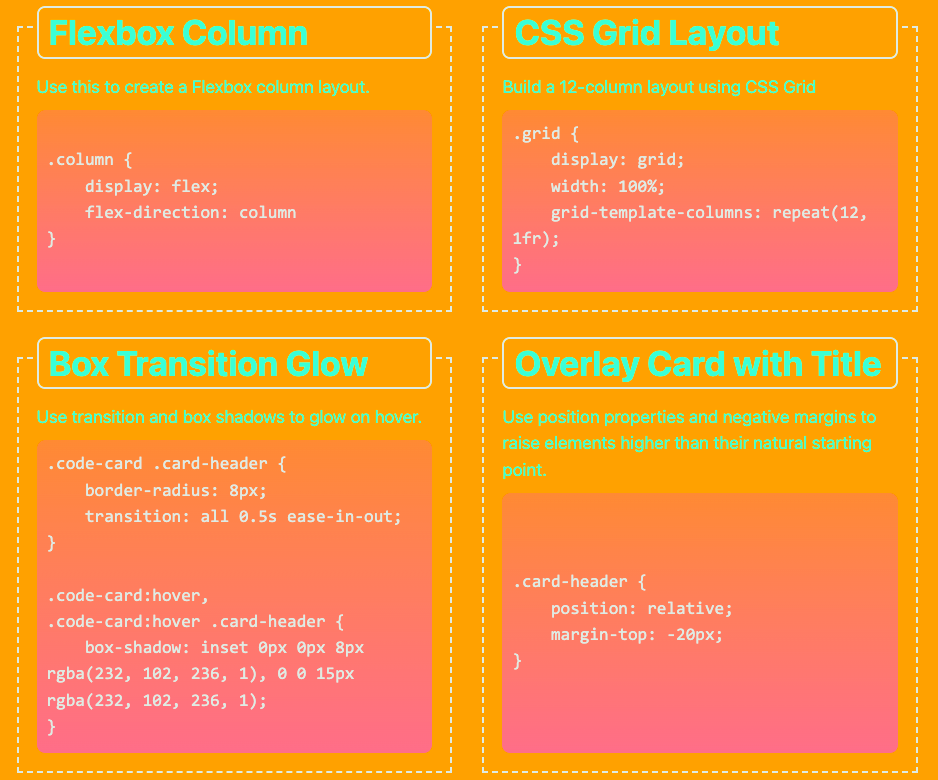 Flexbox Column
Use this to create a Flexbox column layout.
.column {
    display: flex;
    flex-direction: column
}
CSS Grid Layout
Build a 12-column layout using CSS Grid
.grid {
    display: grid;
    width: 100%;
    grid-template-columns: repeat(12,
1fr);
}
Box Transition Glow
Use transition and box shadows to glow on hover.
.code-card .card-header {
    border-radius: 8px;
    transition: all 0.5s ease-in-out;
}

.code-card:hover,
.code-card:hover .card-header {
    box-shadow: inset 0px 0px 8px
rgba(232, 102, 236, 1), 0 0 15px
rgba(232, 102, 236, 1);
}
Overlay Card with Title
Use position properties and negative margins to
raise elements higher than their natural starting
point.
.card-header {
    position: relative;
    margin-top: -20px;
}